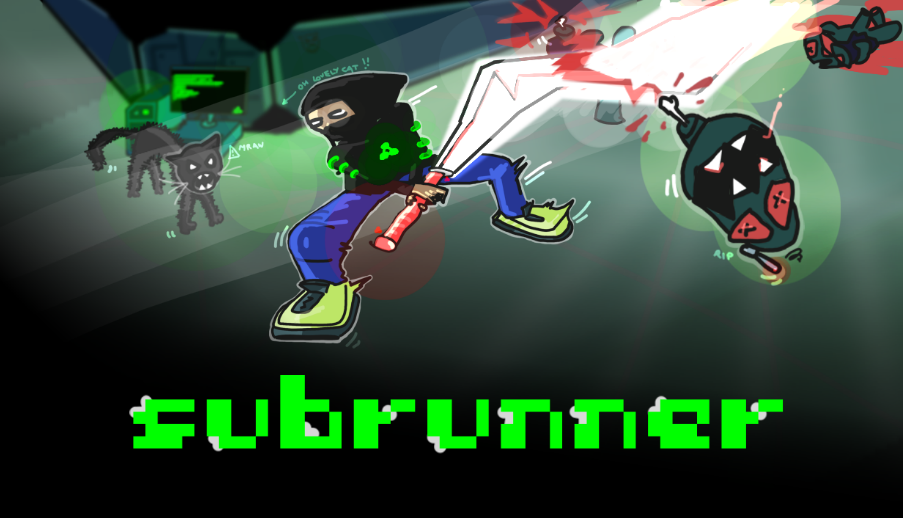 OH LOVELY CAT !!
MRAW
RIP
subrunner